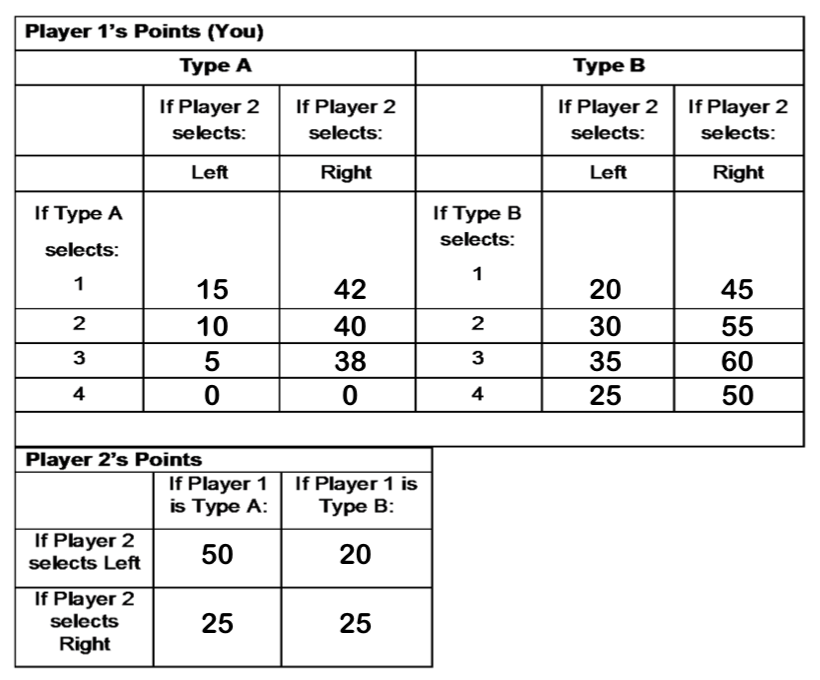 Player 1's Points (You)
Type A Type B
If Player 2 selects: If Player 2 selects: If Player 2 selects: If Player 2 selects:
Left Right Left Right
If Type A selects: If Type B selects:
1 15 42 1 20 45
2 10 40 2 30 55
3 5 38 3 35 60
4 0 0 4 25 50
Player 2's Points
If Player 1 is Type A: If Player 1 is Type B:
If Player 2 selects Left 50 20
If Player 2 selects Right 25 25